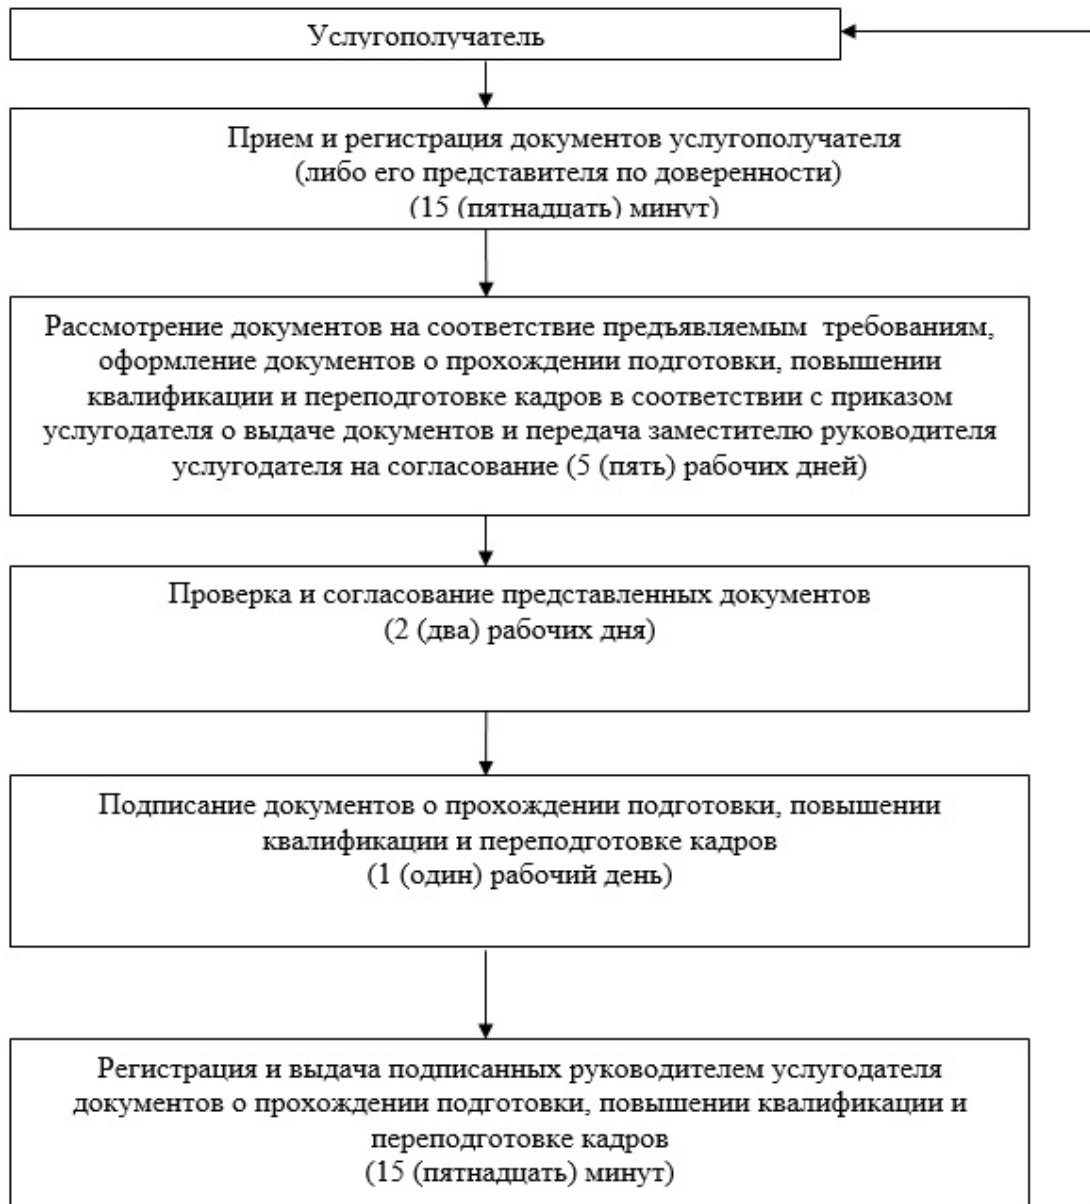 Услугополучатель
Прием и регистрация документов услугополучателя
(либо его представителя по доверенности)
(15 (пятнадцать) минут)
Рассмотрение документов на соответствие предъявляемым требованиям,
оформление документов о прохождении подготовки, повышении
квалификации и переподготовке кадров в соответствии с приказом
услугодателя о выдаче документов и передача заместителю руководителя
услугодателя на согласование (5 (пять) рабочих дней)
Проверка и согласование представленных документов
(2 (два) рабочих дня)
Подписание документов о прохождении подготовки, повышении
квалификации и переподготовке кадров
(1 (один) рабочий день)
Регистрация и выдача подписанных руководителем услугодателя
документов о прохождении подготовки, повышении квалификации и
переподготовке кадров
(15 (пятнадцать) минут)